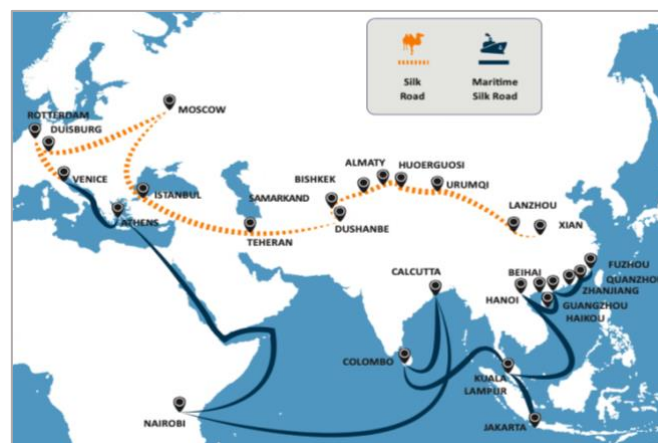 Silk
Road
Maritime
Silk Road
MOSCOW
ROTTERDAM
DUISBURG
VENICE
ISTANBUL
ATHENS
TEHERAN
SAMARKAND
DUSHANBE
BISHKEK
ALMATY
HUOERGUOSI
URUMQI
LANZHOU
XIAN
FUZHOU
QUANZHOU
BEIHAI
ZHANJIANG
GUANGZHOU
HAIKOU
HANOI
CALCUTTA
COLOMBO
KUALA
LAMPUR
JAKARTA
NAIROBI